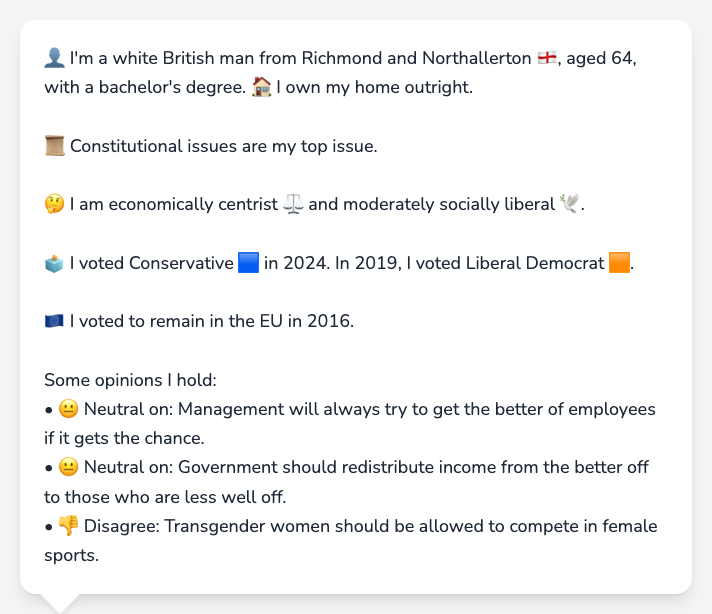 👤 I'm a white British man from Richmond and Northallerton 🏴󠁧󠁢󠁥󠁮󠁧󠁿, aged 64,
with a bachelor's degree. 🏠 I own my home outright.
📜 Constitutional issues are my top issue.
🤔 I am economically centrist ⚖️ and moderately socially liberal 🕊️.
🗳️ I voted Conservative 🟦 in 2024. In 2019, I voted Liberal Democrat 🟧.
🇪🇺 I voted to remain in the EU in 2016.
Some opinions I hold:
• 😐 Neutral on: Management will always try to get the better of employees
if it gets the chance.
• 😐 Neutral on: Government should redistribute income from the better off
to those who are less well off.
• 👎 Disagree: Transgender women should be allowed to compete in female
sports.